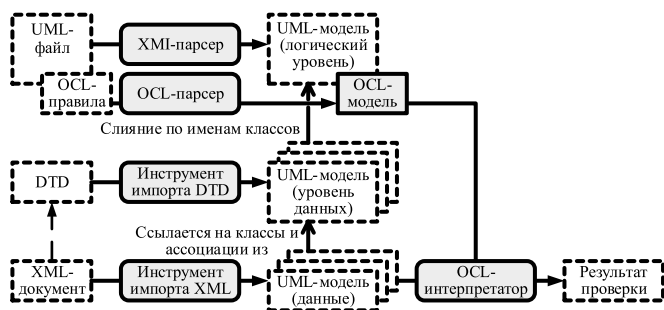 UML-
файл
XMI-парсер
UML-модель
(логический
уровень)
OCL-
правила
OCL-парсер
OCL-
модель
Слияние по именам классов
DTD
Инструмент
импорта DTD
UML-модель
(уровень
данных)
Ссылается на классы и
ассоциации из
XML-
документ
Инструмент
импорта XML
UML-модель
(данные)
OCL-
интерпретатор
Результат
проверки